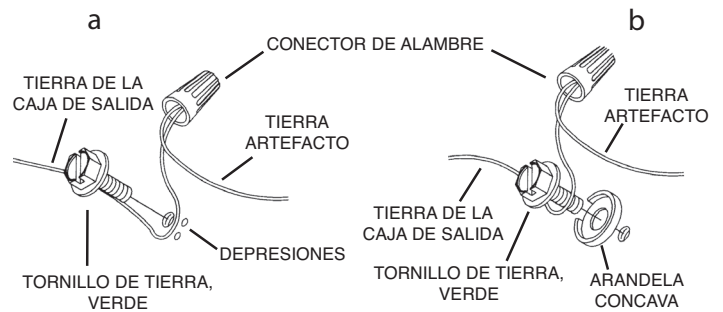 a
b
CONECTOR DE ALAMBRE
TIERRA DE LA
CAJA DE SALIDA
TIERRA
ARTEFACTO
TIERRA
ARTEFACTO
DEPRESIONES
TORNILLO DE TIERRA,
VERDE
TIERRA DE LA
CAJA DE SALIDA
TORNILLO DE TIERRA,
VERDE
ARANDELA
CONCAVA